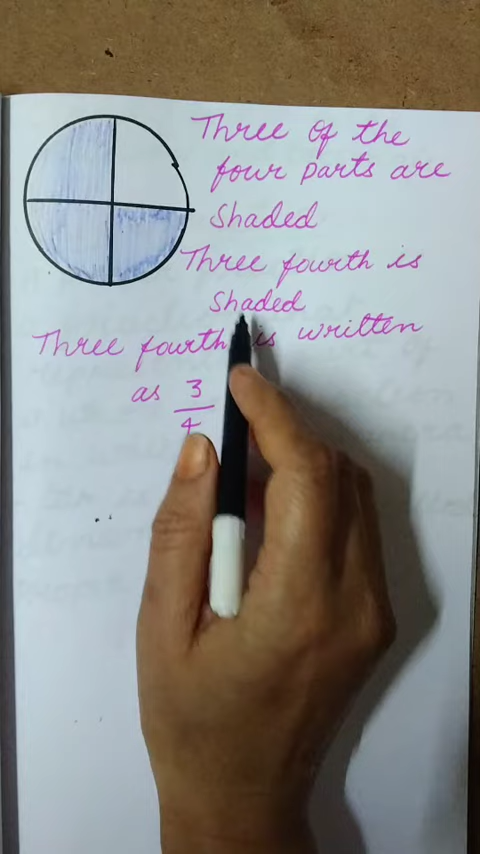 Three of the
four parts are
Shaded
Three fourth is
Shaded
Three fourth is written
as 3
4